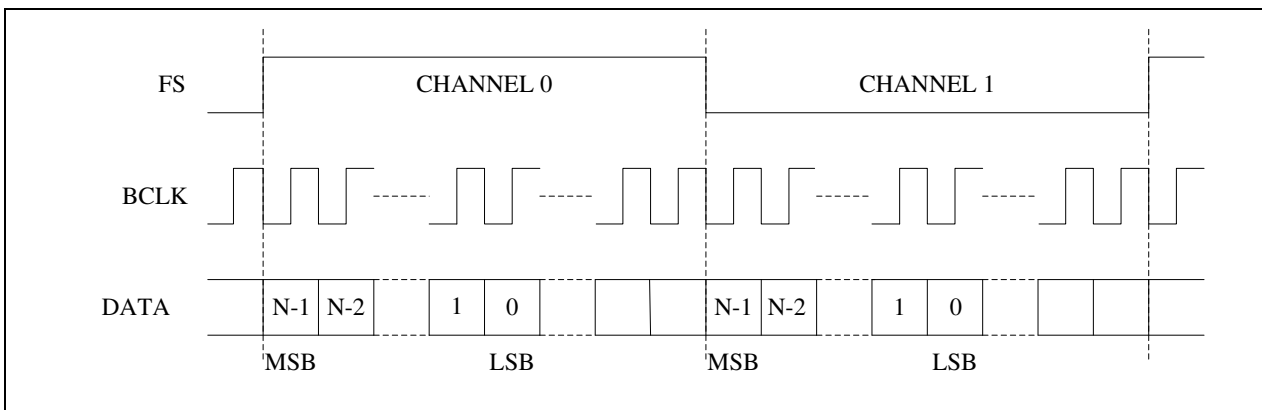 FS
CHANNEL 0
CHANNEL 1
BCLK
DATA
N-1 N-2 1 0 N-1 N-2 1 0
MSB LSB MSB LSB